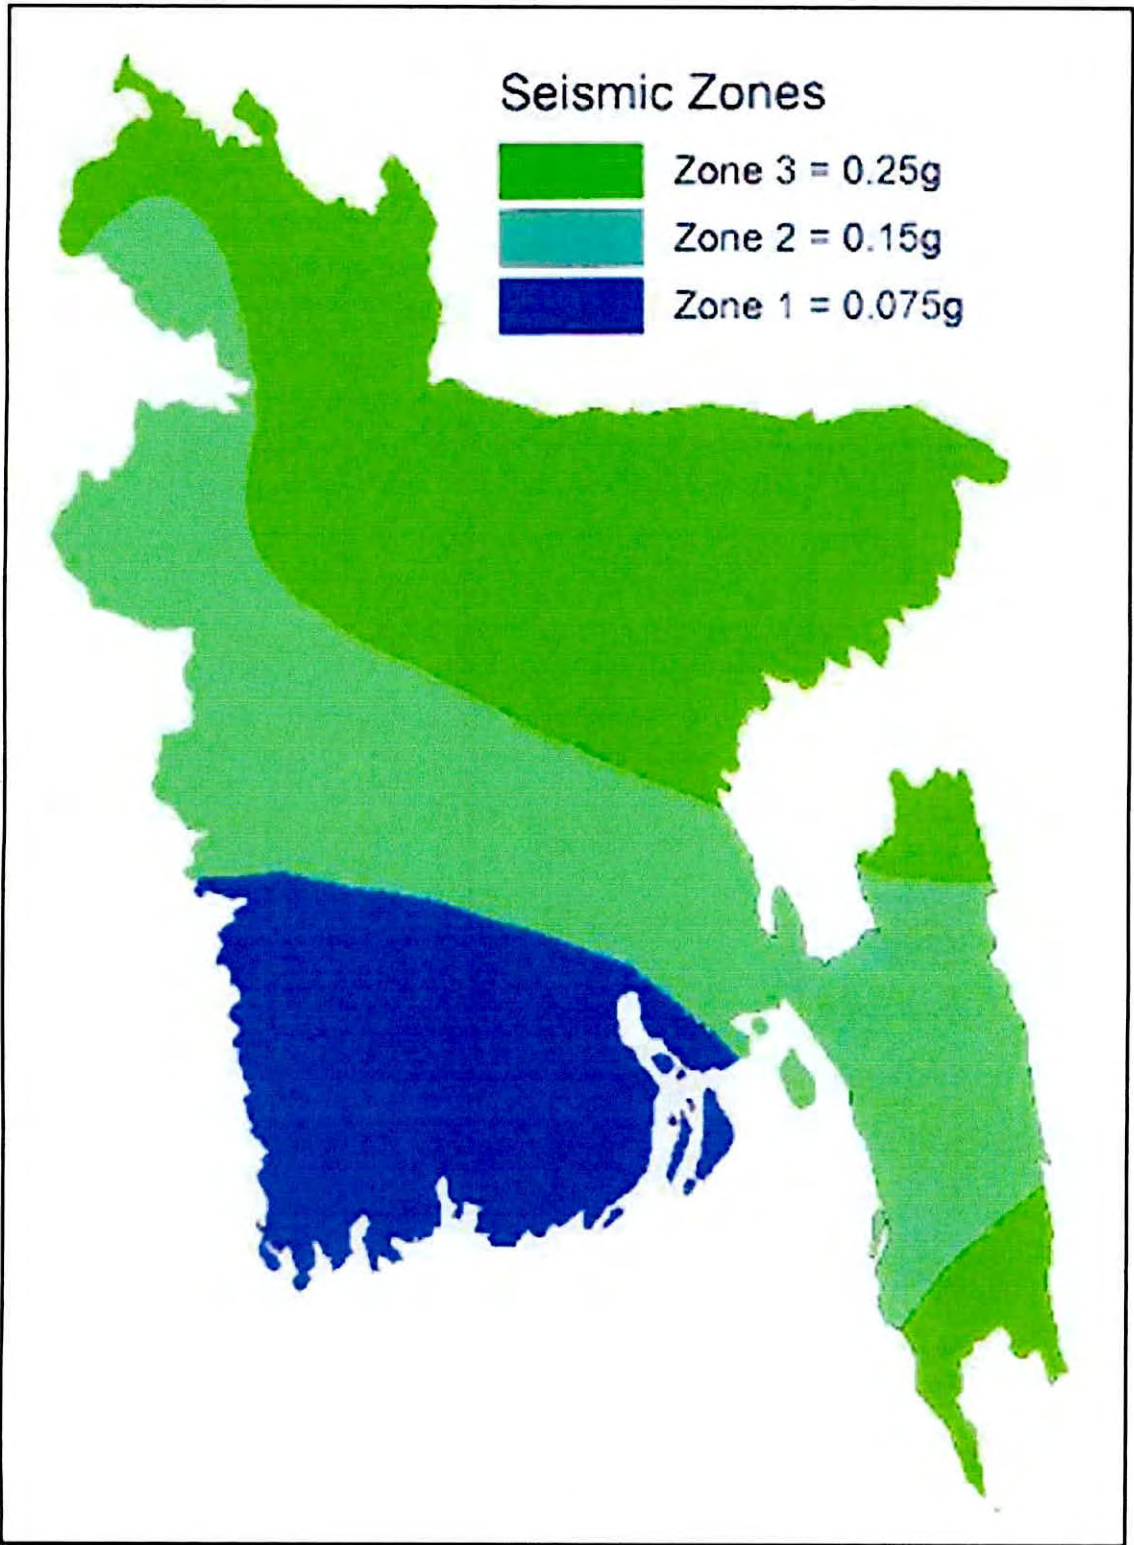 Seismic Zones
Zone 3 = 0.25g
Zone 2 = 0.15g
Zone 1 = 0.075g